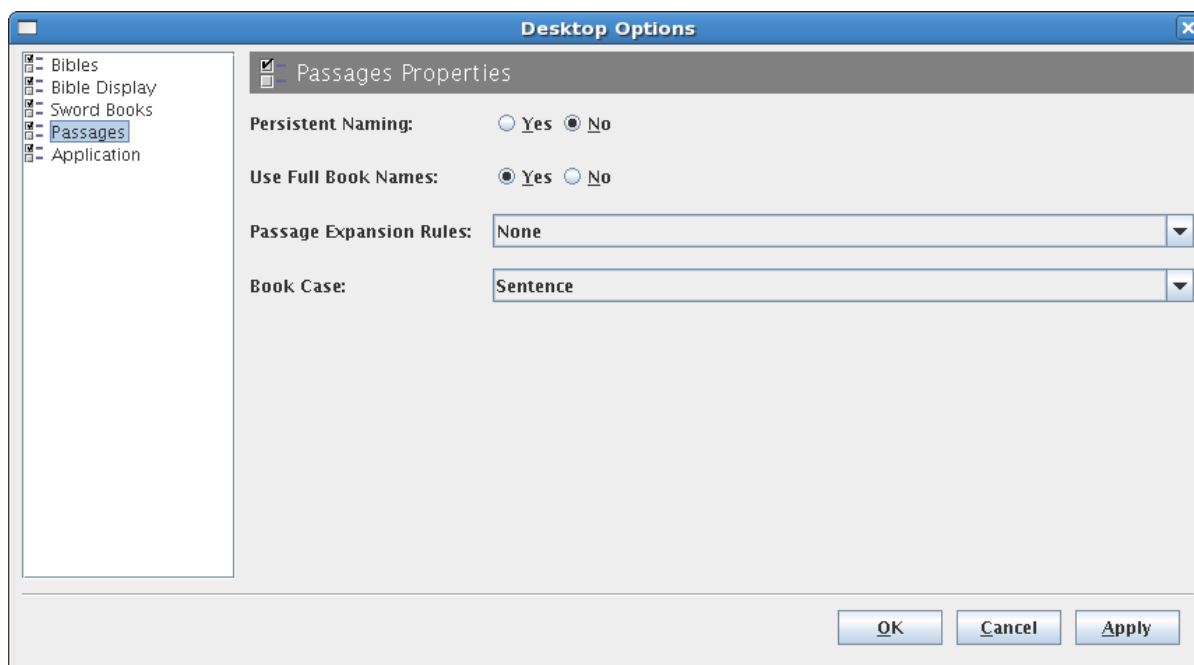 Desktop Options
Bibles
Bible Display
Sword Books
Passages
Application
Passages Properties
Persistent Naming: Yes No
Use Full Book Names: Yes No
Passage Expansion Rules: None
Book Case: Sentence
OK Cancel Apply